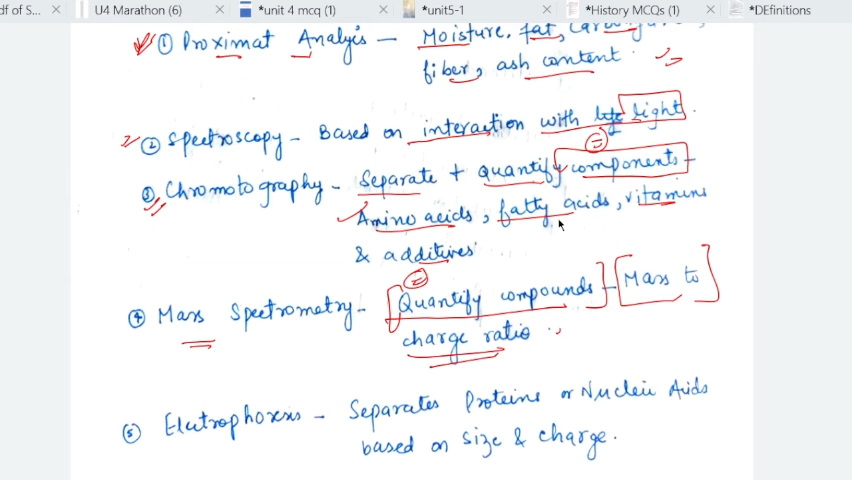 df of S... U4 Marathon (6) *unit 4 mcq (1) *unit5-1 *History MCQs (1) *DEfinitions
① Proximat Analysis - Moisture, fat,
fiber, ash content
② Spectroscopy - Based on interaction with light.
③ Chromotography - Separate + Quantify components -
Amino acids, fatty acids, vitamins
& additives
④ Mass Spectrometry - Quantify compounds - Mass to
charge ratio
⑤ Electrophoresis - Separates Proteins or Nucleic Acids
based on size & charge.